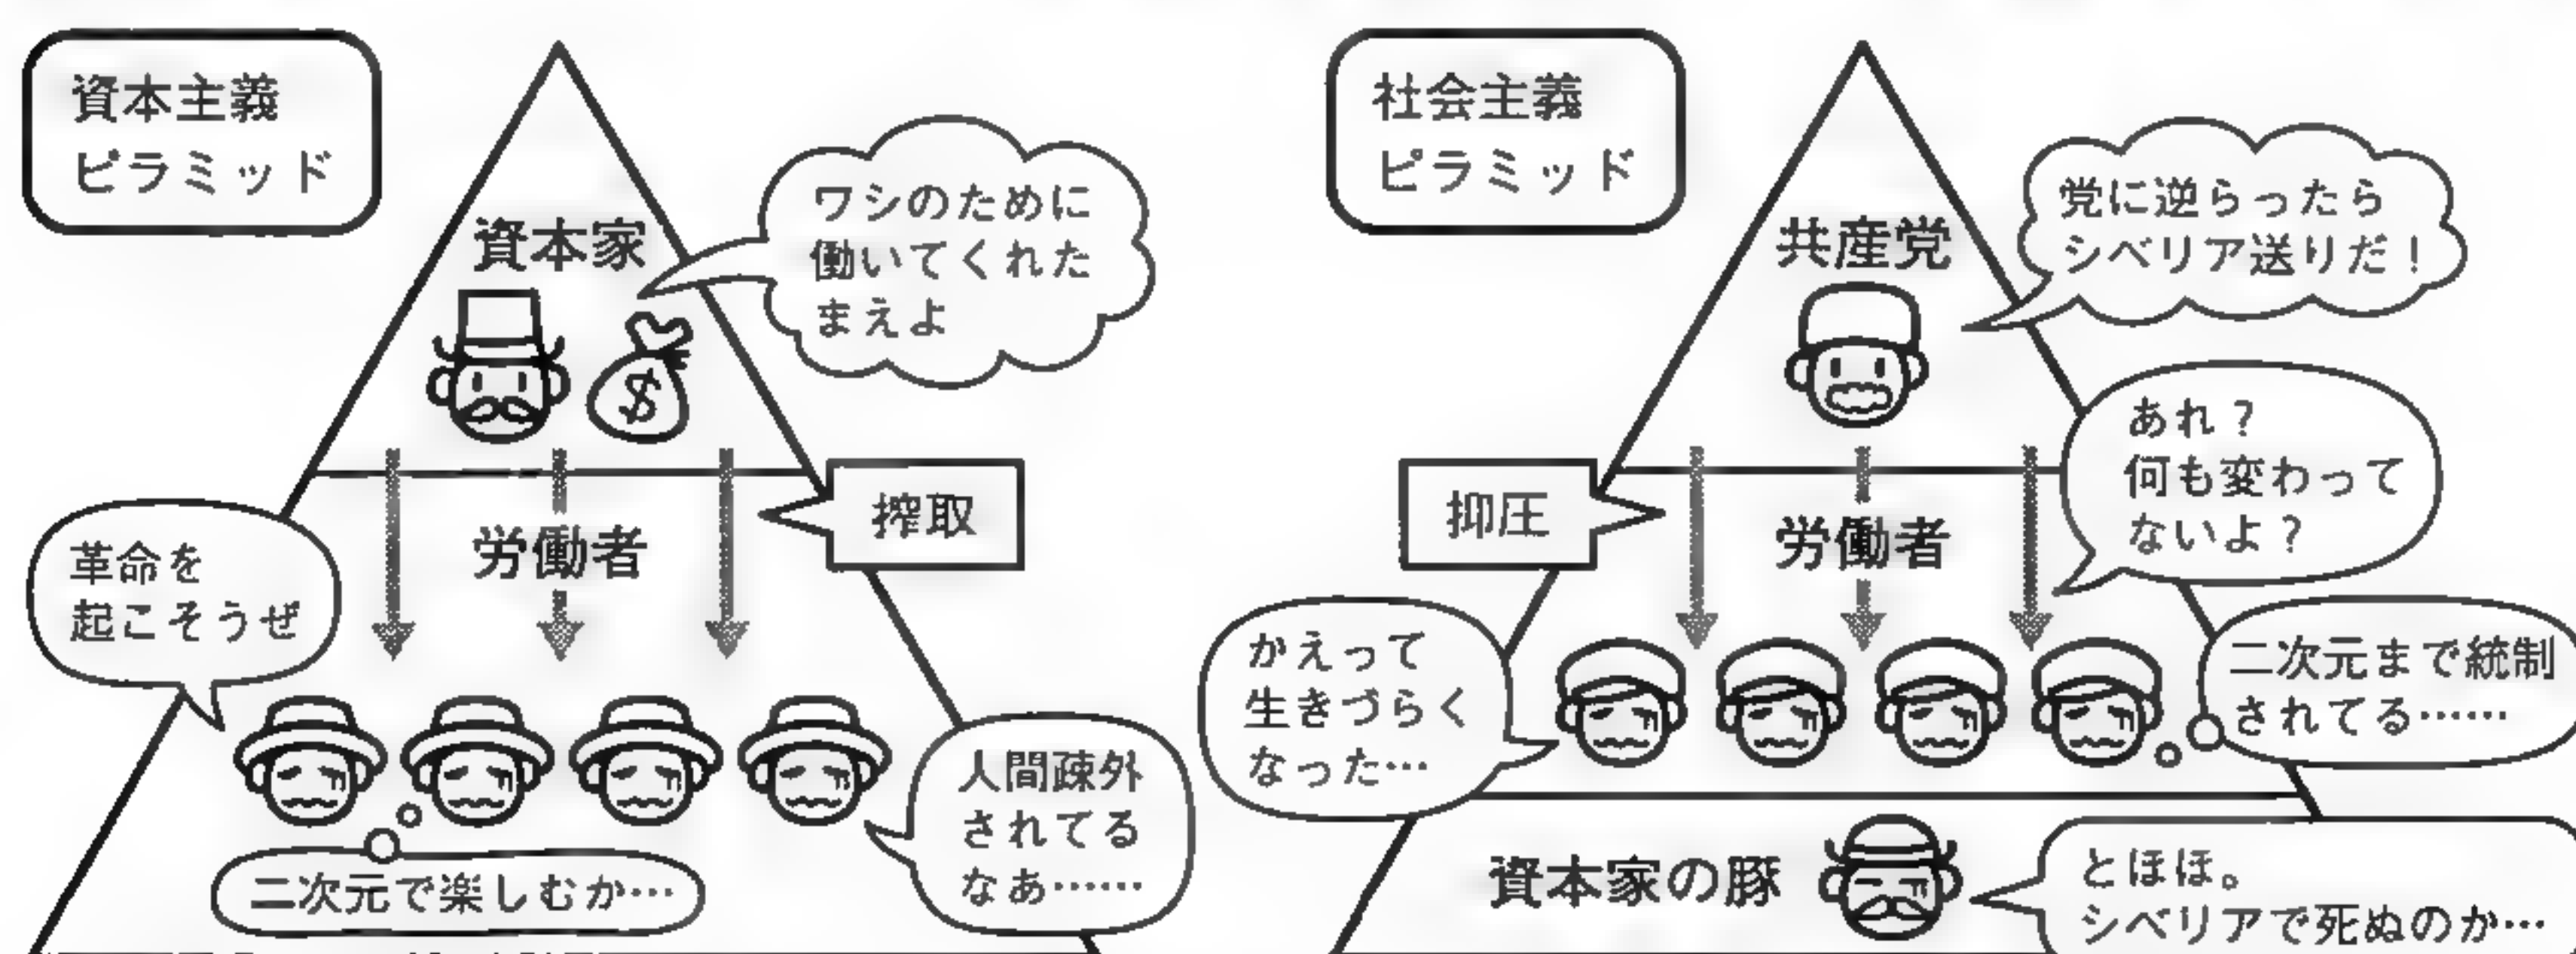 資本主義
ピラミッド
資本家
ワシのために
働いてくれた
まえよ
$
搾取
労働者
革命を
起こそうぜ
人間疎外
されてる
なあ……
二次元で楽しむか…
社会主義
ピラミッド
共産党
党に逆らったら
シベリア送りだ！
あれ？
何も変わって
ないよ？
抑圧
労働者
かえって
生きづらく
なった…
二次元まで統制
されてる……
資本家の豚
とほほ。
シベリアで死ぬのか…